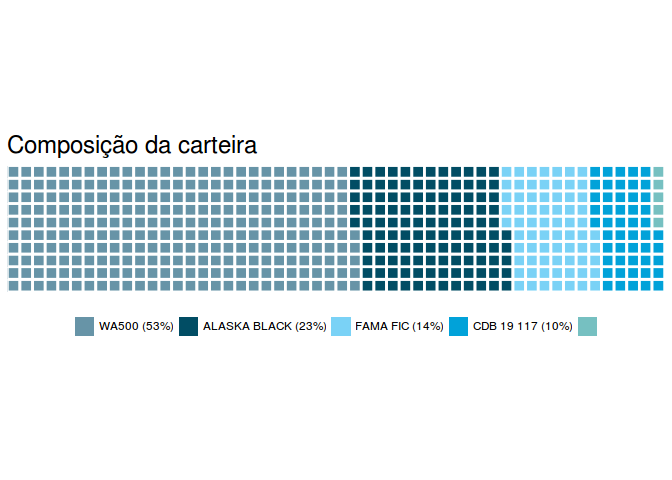 Composição da carteira
WA500 (53%) ALASKA BLACK (23%) FAMA FIC (14%) CDB 19 117 (10%)